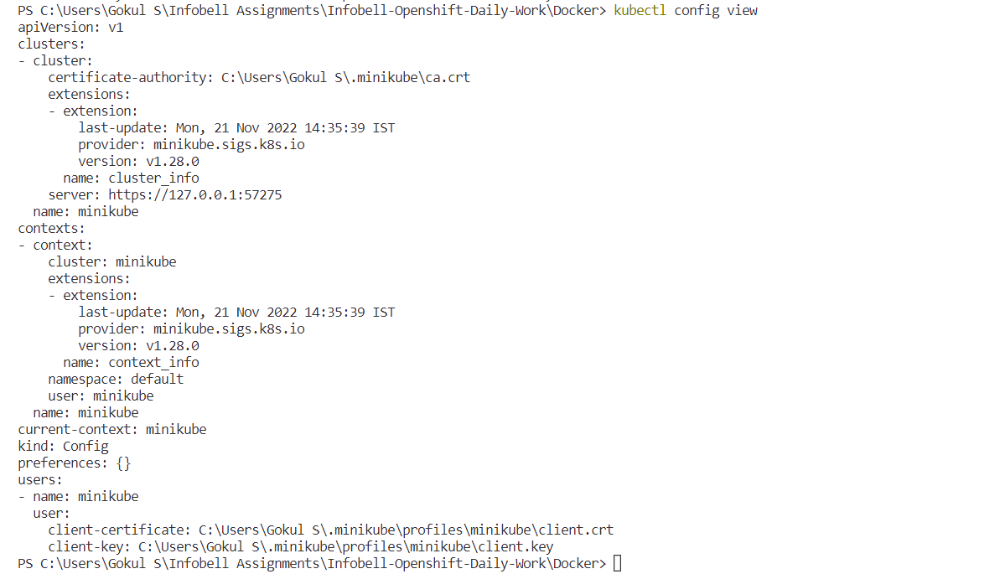 PS C:\Users\Gokul S\Infobell Assignments\Infobell-Openshift-Daily-Work\Docker> kubectl config view
apiVersion: v1
clusters:
- cluster:
    certificate-authority: C:\Users\Gokul S\.minikube\ca.crt
    extensions:
    - extension:
        last-update: Mon, 21 Nov 2022 14:35:39 IST
        provider: minikube.sigs.k8s.io
        version: v1.28.0
      name: cluster_info
    server: https://127.0.0.1:57275
  name: minikube
contexts:
- context:
    cluster: minikube
    extensions:
    - extension:
        last-update: Mon, 21 Nov 2022 14:35:39 IST
        provider: minikube.sigs.k8s.io
        version: v1.28.0
      name: context_info
    namespace: default
    user: minikube
  name: minikube
current-context: minikube
kind: Config
preferences: {}
users:
- name: minikube
  user:
    client-certificate: C:\Users\Gokul S\.minikube\profiles\minikube\client.crt
    client-key: C:\Users\Gokul S\.minikube\profiles\minikube\client.key
PS C:\Users\Gokul S\Infobell Assignments\Infobell-Openshift-Daily-Work\Docker>